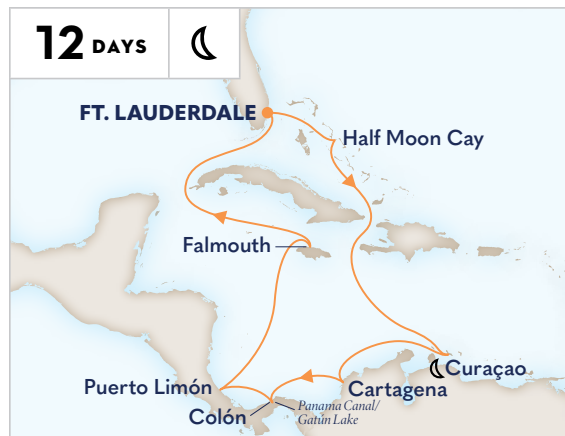 12 DAYS
FT. LAUDERDALE
Half Moon Cay
Falmouth
Curaçao
Puerto Limón
Cartagena
Colón
Panama Canal/
Gatún Lake